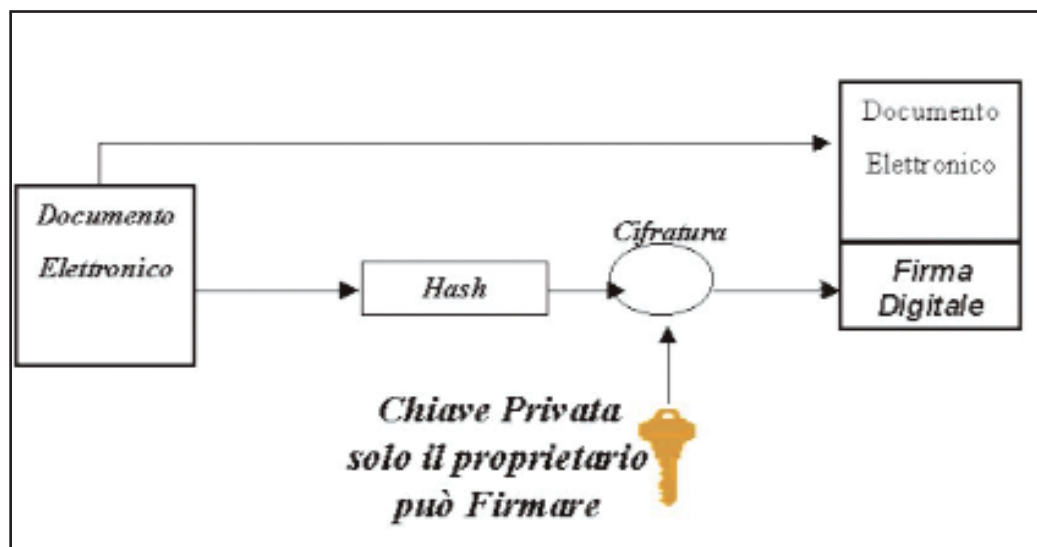 Documento
Elettronico
Hash
Cifratura
Documento
Elettronico
Firma
Digitale
Chiave Privata
solo il proprietario
può Firmare